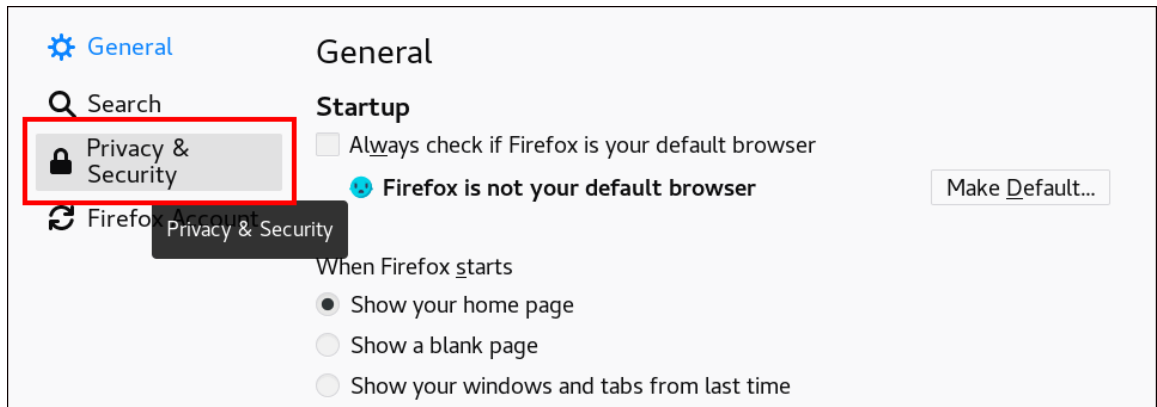 General
Search
Privacy &
Security
Firefox Account
Privacy & Security
General
Startup
Always check if Firefox is your default browser
Firefox is not your default browser
Make Default...
When Firefox starts
Show your home page
Show a blank page
Show your windows and tabs from last time